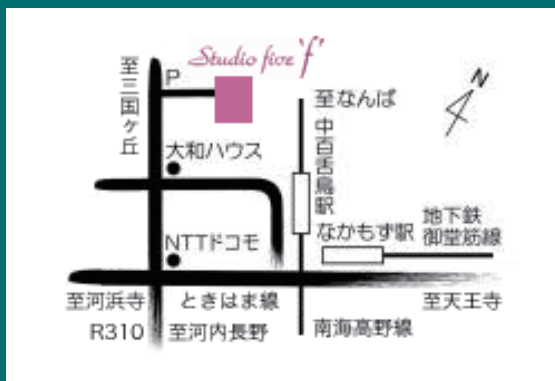 Studio five 'f'
至三国ヶ丘
P
N
至なんば
中百舌鳥駅
大和ハウス
なかもず駅
地下鉄
御堂筋線
NTTドコモ
至河浜寺
ときはま線
至天王寺
R310
至河内長野
南海高野線